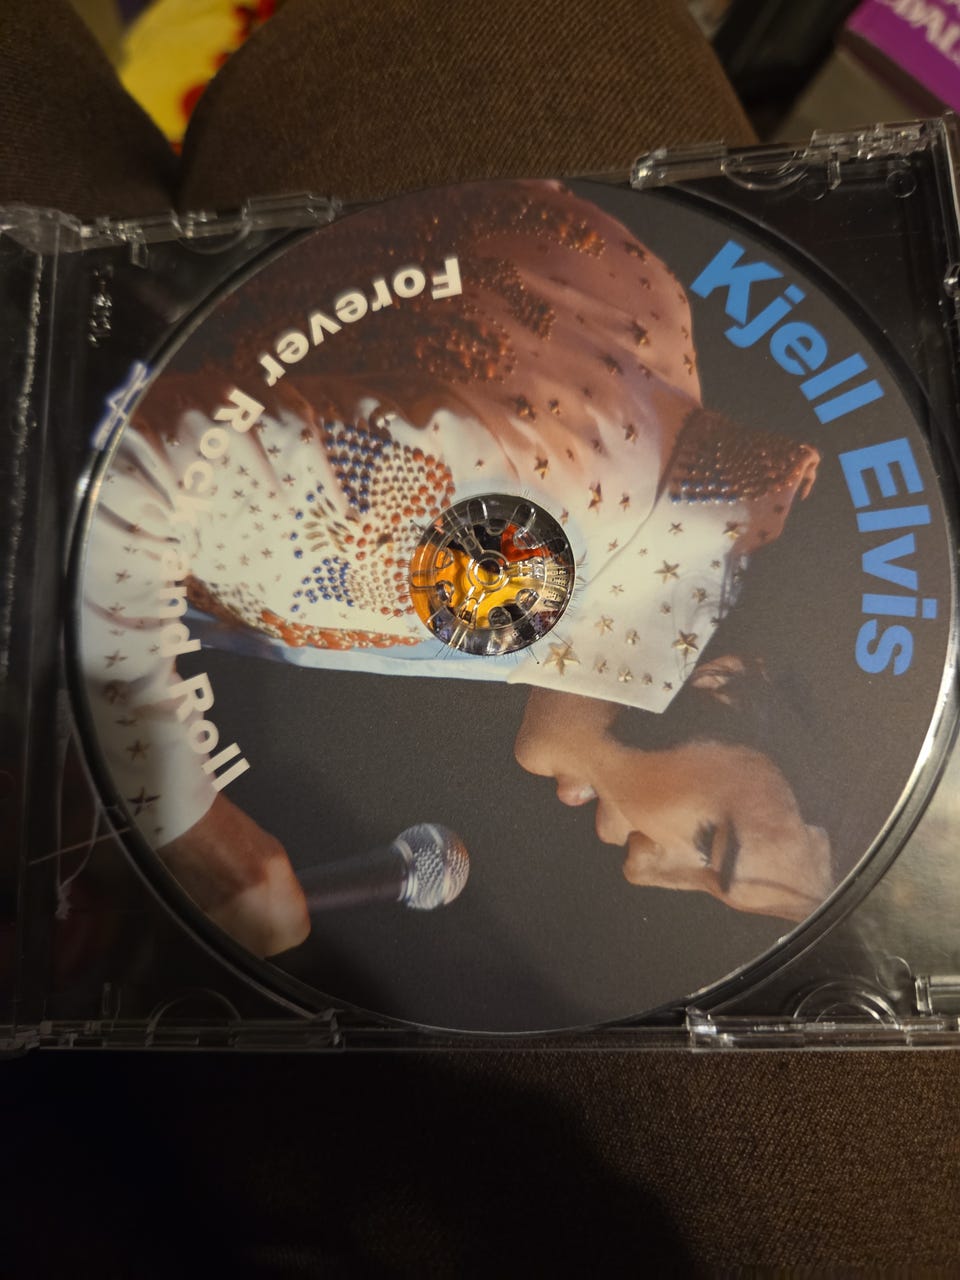 Kjell Elvis
Forever Rock and Roll